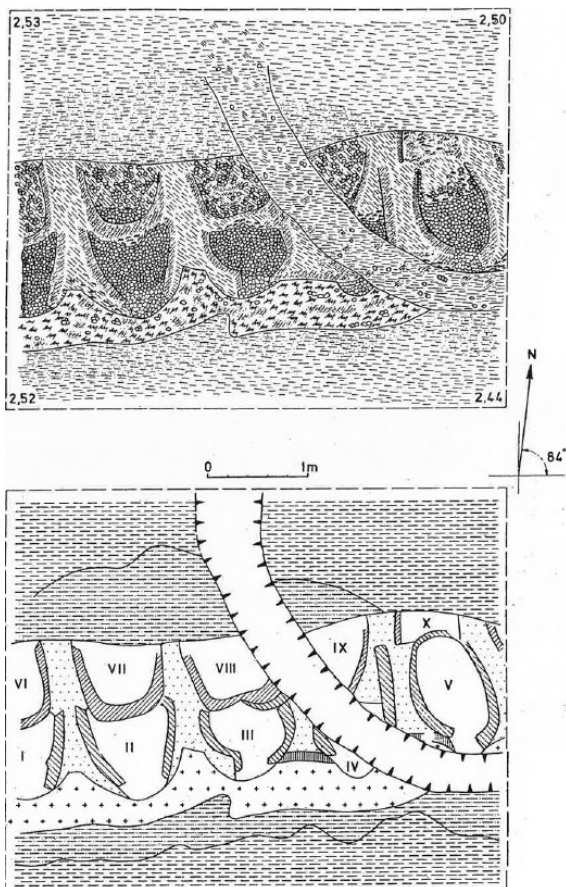 2,53 2,50
2,52 2,44
N
84°
0 1m
IX X
VI VII VIII V
I II III IV